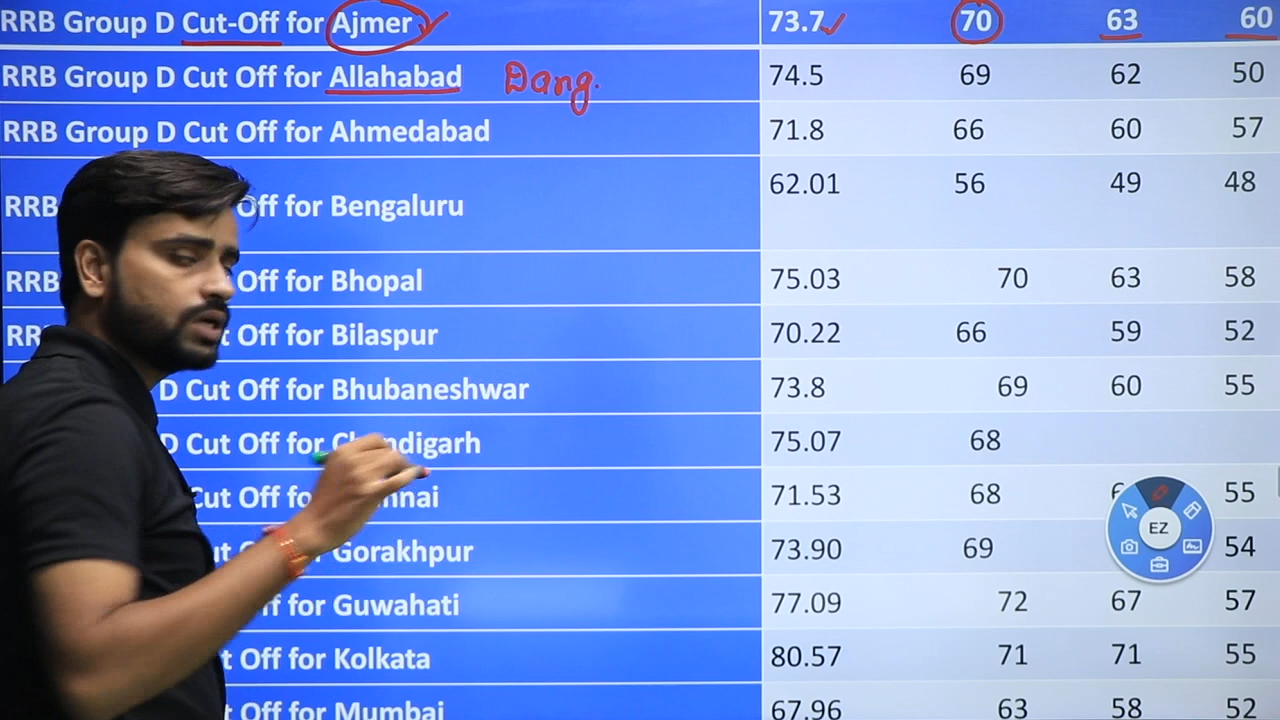 RRB Group D Cut-Off for Ajmer 73.7 70 63 60
RRB Group D Cut Off for Allahabad Dang. 74.5 69 62 50
RRB Group D Cut Off for Ahmedabad 71.8 66 60 57
RRB Off for Bengaluru 62.01 56 49 48
RRB Off for Bhopal 75.03 70 63 58
RR Off for Bilaspur 70.22 66 59 52
D Cut Off for Bhubaneshwar 73.8 69 60 55
D Cut Off for Chandigarh 75.07 68
Cut Off nnai 71.53 68 55
Gorakhpur 73.90 69 54
EZ
for Guwahati 77.09 72 67 57
Off for Kolkata 80.57 71 71 55
Off for Mumbai 67.96 63 58 52